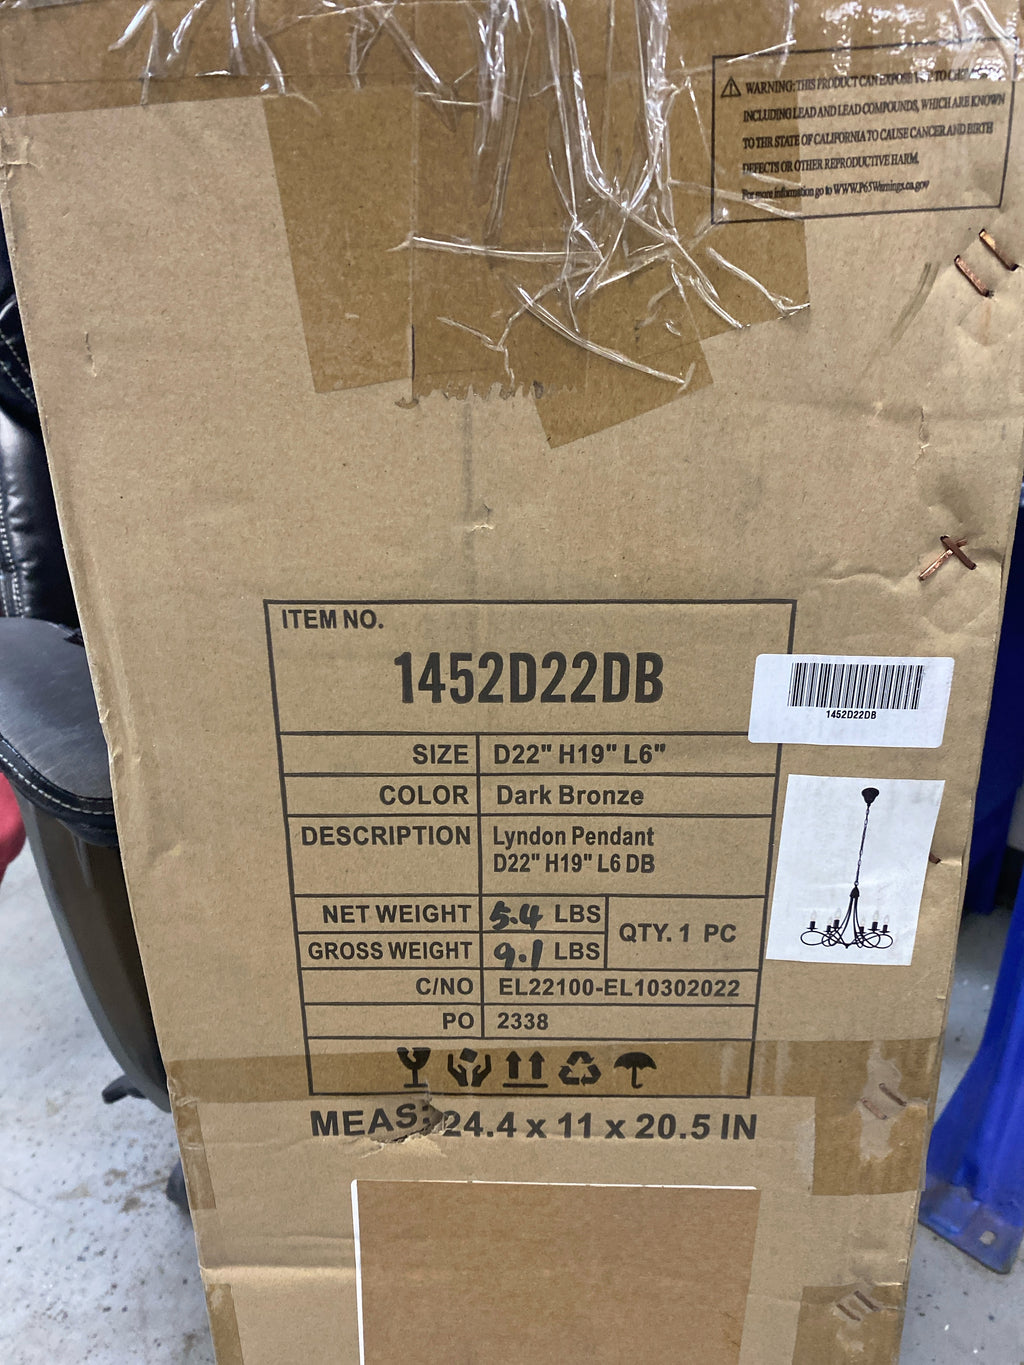 WARNING: THIS PRODUCT CAN EXPOSE TO
INCLUDING LEAD AND LEAD COMPOUNDS, WHICH ARE KNOWN
TO THR STATE OF CALIFORNIA TO CAUSE CANCER AND BIRTH
DEFECTS OR OTHER REPRODUCTIVE HARM.
For more information go to WWW.P65Warnings.ca.gov
ITEM NO.
1452D22DB
1452D22DB
SIZE D22" H19" L6"
COLOR Dark Bronze
DESCRIPTION Lyndon Pendant
D22" H19" L6 DB
NET WEIGHT 5.4 LBS
QTY. 1 PC
GROSS WEIGHT 9.1 LBS
C/NO EL22100-EL10302022
PO 2338
MEAS: 24.4 x 11 x 20.5 IN